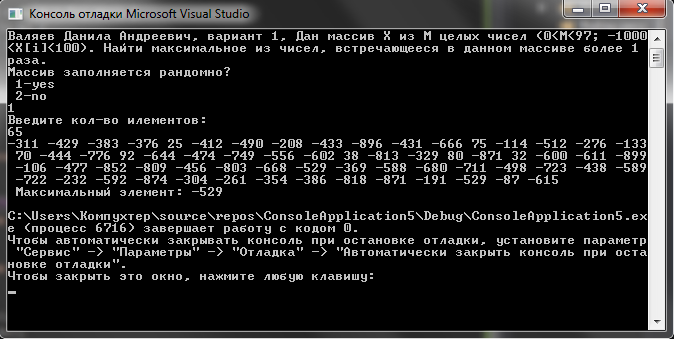 Консоль отладки Microsoft Visual Studio
Валяев Данила Андреевич, вариант 1, Дан массив X из M целых чисел (0<M<97; -1000
<X[i]<100). Найти максимальное из чисел, встречающееся в данном массиве более 1
раза.
Массив заполняется рандомно?
1-yes
2-no
1
Введите кол-во илементов:
65
-311 -429 -383 -376 25 -412 -490 -208 -433 -896 -431 -666 75 -114 -512 -276 -133
70 -444 -776 92 -644 -474 -749 -556 -602 38 -813 -329 80 -871 32 -600 -611 -899
-106 -477 -852 -809 -456 -803 -668 -529 -369 -588 -680 -711 -498 -723 -438 -589
-722 -232 -592 -874 -304 -261 -354 -386 -818 -871 -191 -529 -87 -615
Максимальный элемент: -529
C:\Users\Компухтер\source\repos\ConsoleApplication5\Debug\ConsoleApplication5.ex
e (процесс 6716) завершает работу с кодом 0.
Чтобы автоматически закрывать консоль при остановке отладки, установите параметр
"Сервис" -> "Параметры" -> "Отладка" -> "Автоматически закрыть консоль при оста
новке отладки".
Чтобы закрыть это окно, нажмите любую клавишу: